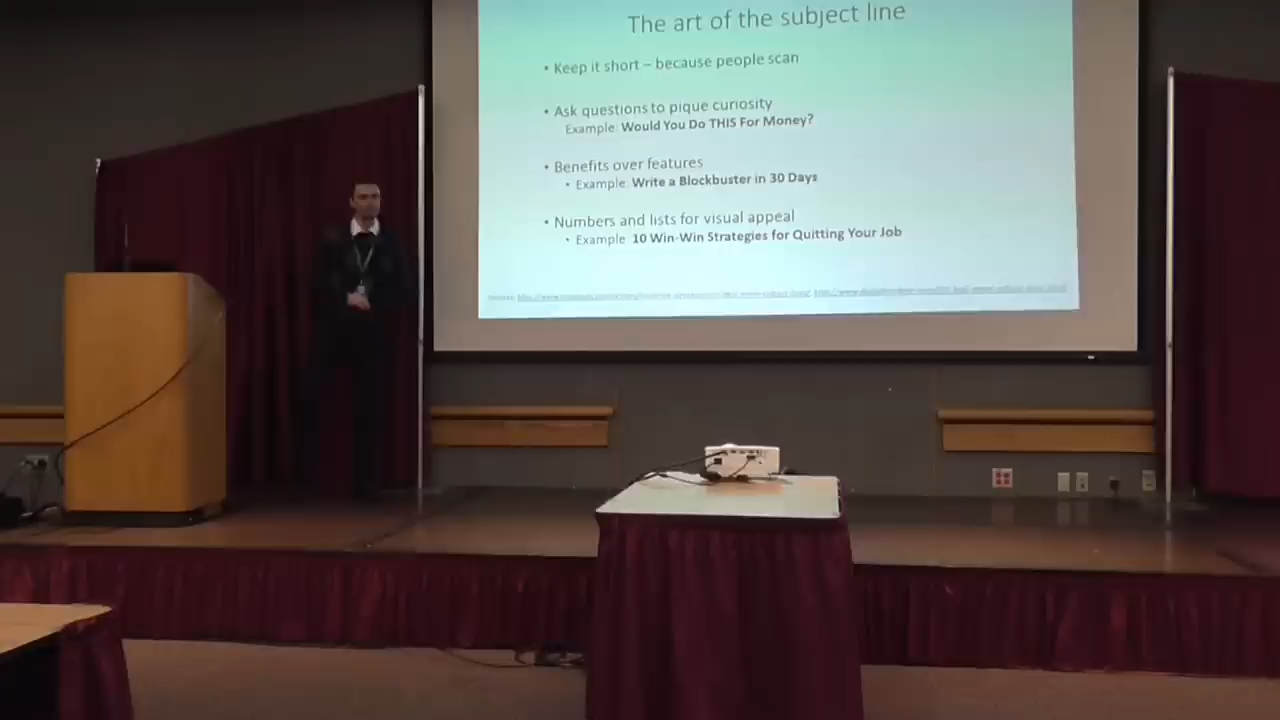 The art of the subject line
• Keep it short – because people scan
• Ask questions to pique curiosity
Example: Would You Do THIS For Money?
• Benefits over features
• Example: Write a Blockbuster in 30 Days
• Numbers and lists for visual appeal
• Example: 10 Win-Win Strategies for Quitting Your Job